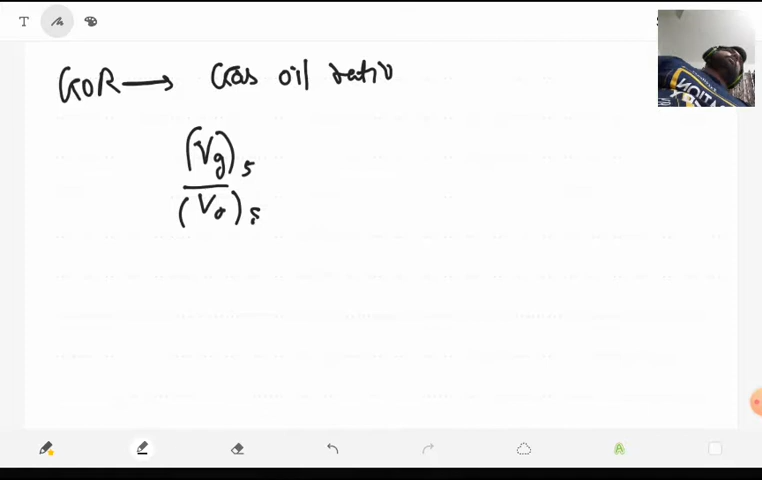 GOR → Gas oil ratio
(Vg)s
(Vo)s